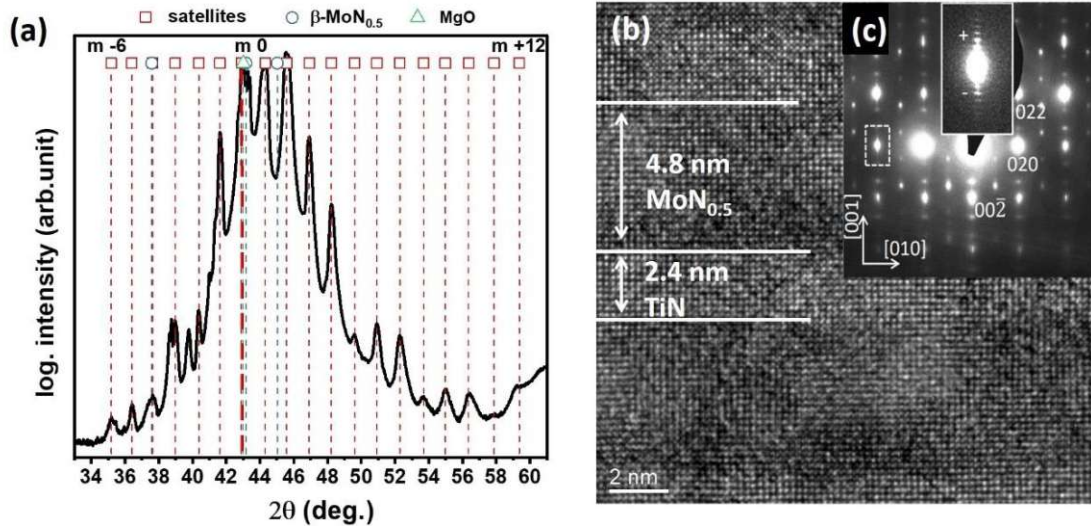 (a)
satellites β-MoN0.5 MgO
m -6 m 0 m +12
log. intensity (arb.unit)
34 36 38 40 42 44 46 48 50 52 54 56 58 60
2θ (deg.)
(b)
4.8 nm
MoN0.5
2.4 nm
TiN
2 nm
(c)
+
-
022
020
002̄
[001]
[010]